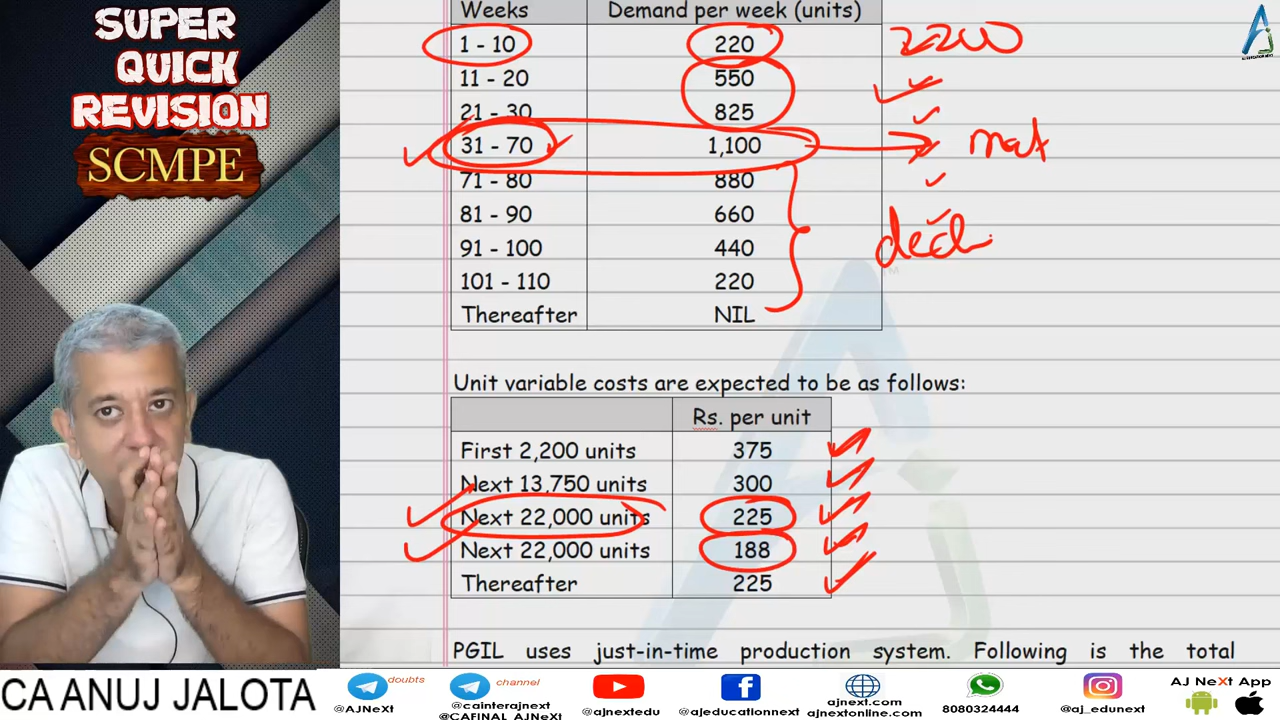 SUPER
QUICK
REVISION
SCMPE
Weeks Demand per week (units)
1 - 10 220 2200
11 - 20 550
21 - 30 825
31 - 70 1,100 mat
71 - 80 880
81 - 90 660
91 - 100 440 decl
101 - 110 220
Thereafter NIL
Unit variable costs are expected to be as follows:
Rs. per unit
First 2,200 units 375
Next 13,750 units 300
Next 22,000 units 225
Next 22,000 units 188
Thereafter 225
PGIL uses just-in-time production system. Following is the total
CA ANUJ JALOTA
doubts
@AJNeXt
channel
@cainterajnext
@CAFINAL_AJNeXt
@ajnextedu
@ajeducationnext
ajnext.com
ajnextonline.com
8080324444
@aj_edunext
AJ NeXt App